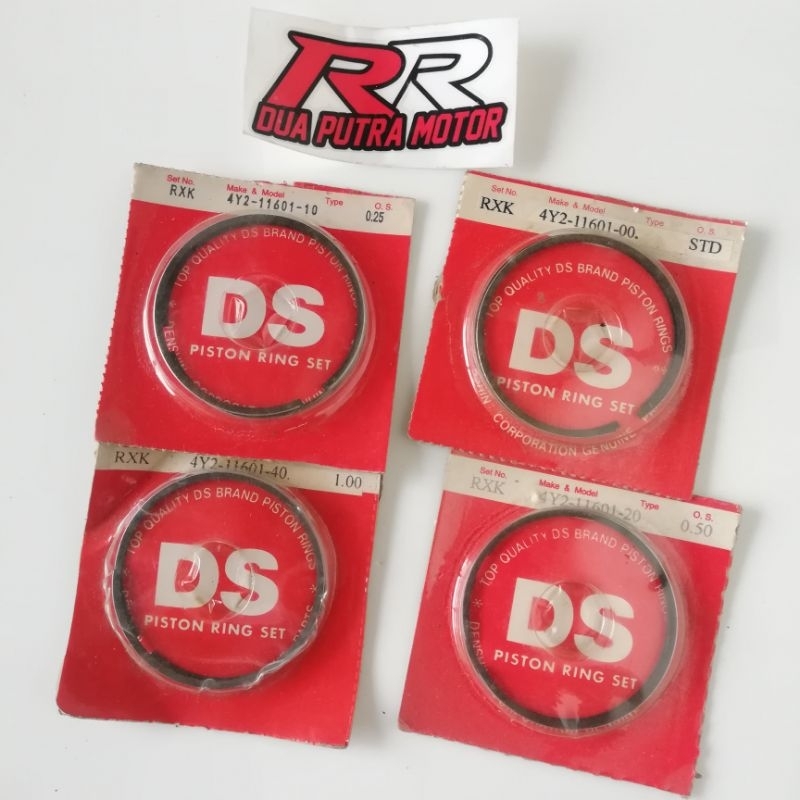 RR
DUA PUTRA MOTOR
Set No. Make & Model Type O. S.
RXK 4Y2-11601-10 0.25
TOP QUALITY DS BRAND PISTON RINGS
DS
PISTON RING SET
Set No. Make & Model Type O. S.
RXK 4Y2-11601-00. STD
TOP QUALITY DS BRAND PISTON RINGS
DS
PISTON RING SET
CORPORATION GENUINE
RXK 4Y2-11601-40. 1.00
TOP QUALITY DS BRAND PISTON RINGS
DS
PISTON RING SET
Set No. Make & Model Type O. S.
RXK 4Y2-11601-20 0.50
TOP QUALITY DS BRAND PISTON RING
DS
PISTON RING SET